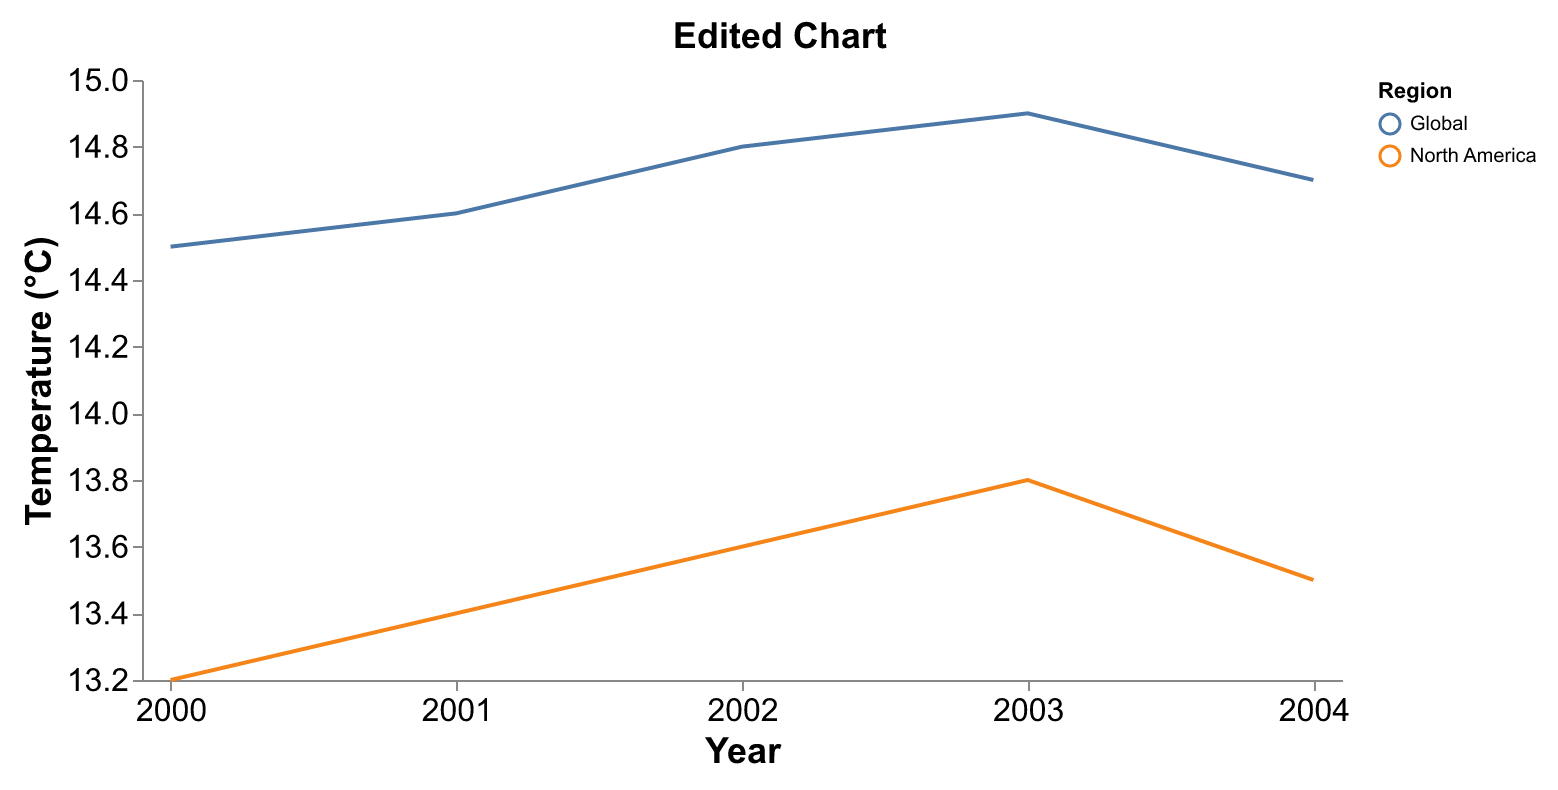 Edited Chart
Temperature (°C)
15.0
14.8
14.6
14.4
14.2
14.0
13.8
13.6
13.4
13.2
2000 2001 2002 2003 2004
Year
Region
Global
North America